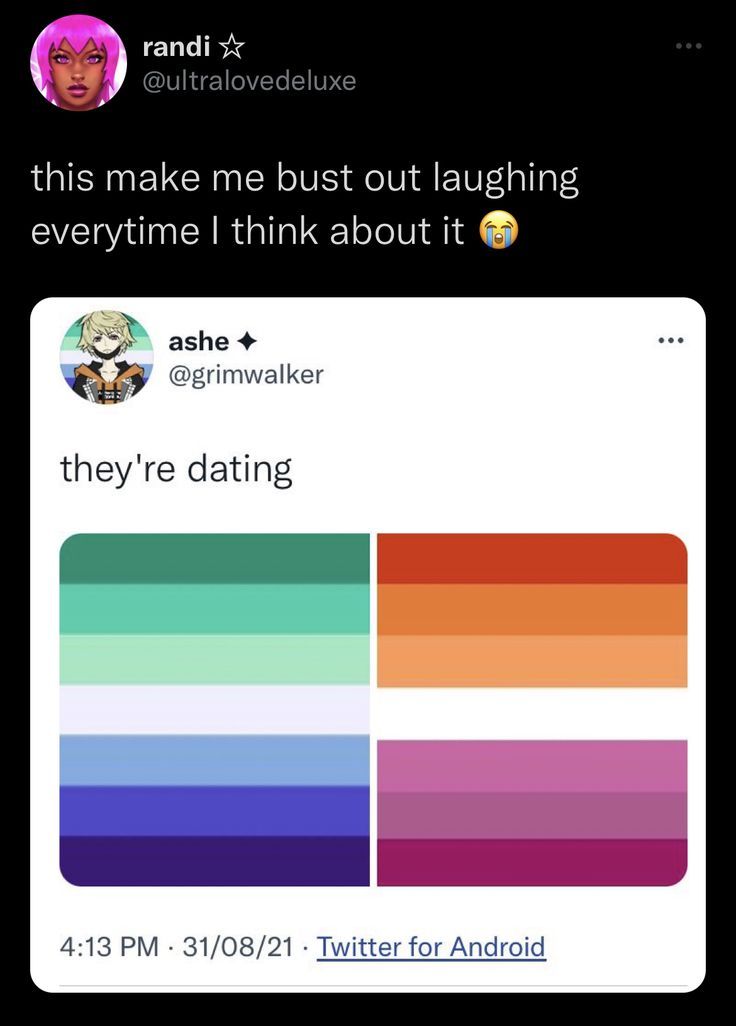 randi ☆
@ultralovedeluxe
this make me bust out laughing
everytime I think about it 😭
ashe ✦
@grimwalker
they're dating
4:13 PM · 31/08/21 · Twitter for Android